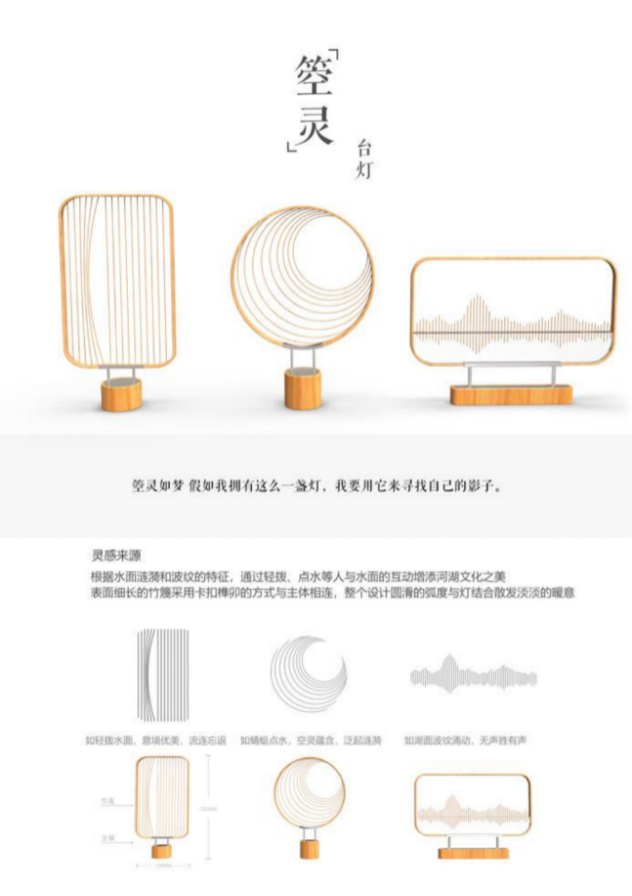 「箜灵」
台灯
箜灵如梦 假如我拥有这么一盏灯，我要用它来寻找自己的影子。
灵感来源
根据水面涟漪和波纹的特征，通过轻拨、点水等人与水面的互动增添河湖文化之美
表面细长的竹篾采用卡扣榫卯的方式与主体相连，整个设计圆滑的弧度与灯结合散发淡淡的暖意
如轻拨水面，意境优美，流连忘返
如蜻蜓点水，空灵蕴含，泛起涟漪
如湖面波纹涌动，无声胜有声